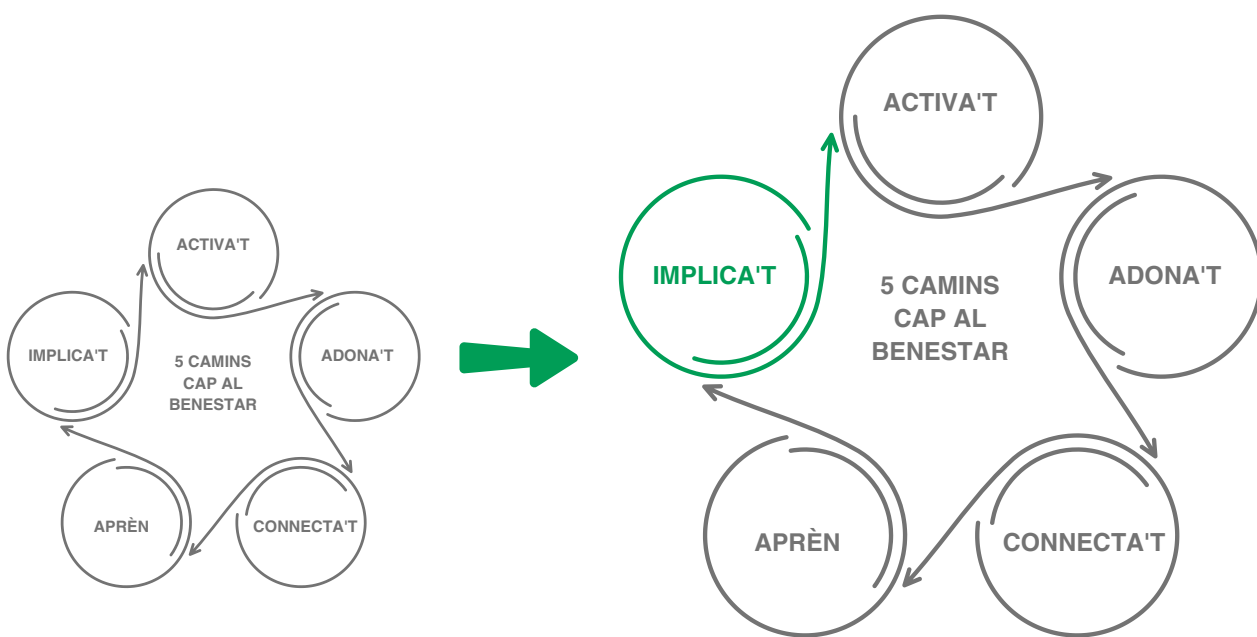 ACTIVA'T
IMPLICA'T
5 CAMINS
CAP AL
BENESTAR
ADONA'T
APRÈN
CONNECTA'T
ACTIVA'T
IMPLICA'T
5 CAMINS
CAP AL
BENESTAR
ADONA'T
APRÈN
CONNECTA'T